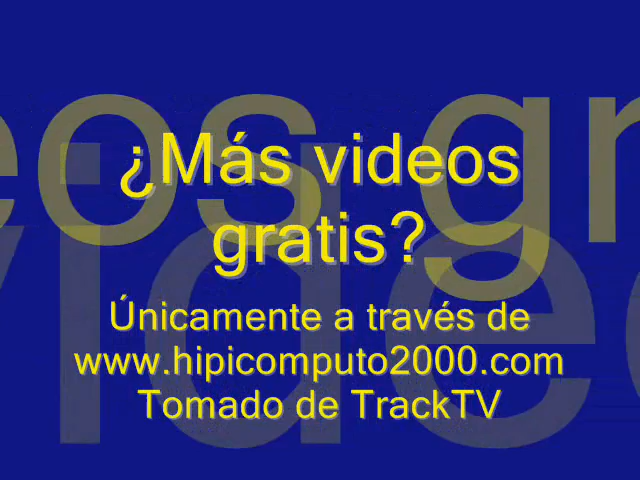 ¿Más videos
gratis?
Únicamente a través de
www.hipicomputo2000.com
Tomado de TrackTV